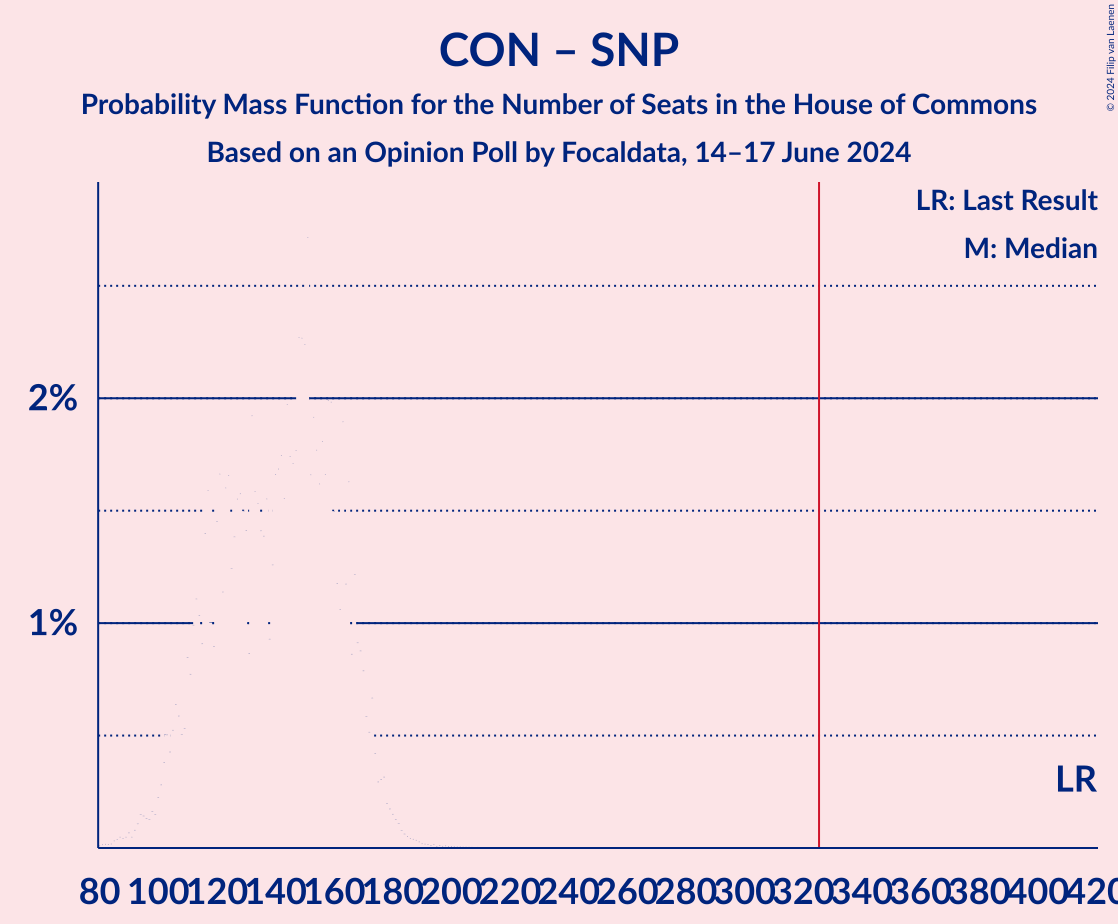 CON – SNP
Probability Mass Function for the Number of Seats in the House of Commons
Based on an Opinion Poll by Focaldata, 14–17 June 2024
© 2024 Filip van Laenen
LR: Last Result
M: Median
2%
1%
LR
80 100 120 140 160 180 200 220 240 260 280 300 320 340 360 380 400 420